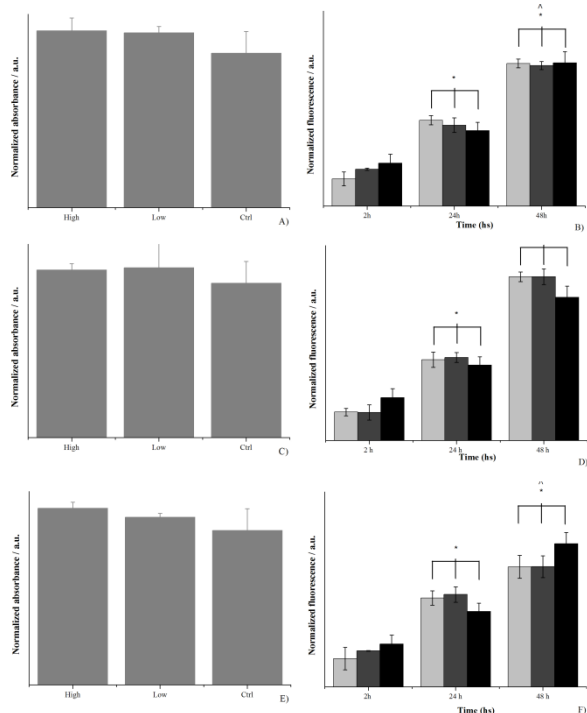 Normalized absorbance / a.u.
High
Low
Ctrl
A)
Normalized fluorescence / a.u.
^
*
*
2h
24h
48h
Time (hs)
B)
Normalized absorbance / a.u.
High
Low
Ctrl
C)
Normalized fluorescence / a.u.
*
2 h
24 h
48 h
Time (hs)
D)
Normalized absorbance / a.u.
High
Low
Ctrl
E)
Normalized fluorescence / a.u.
^
*
*
2h
24 h
48 h
Time (hs)
F)